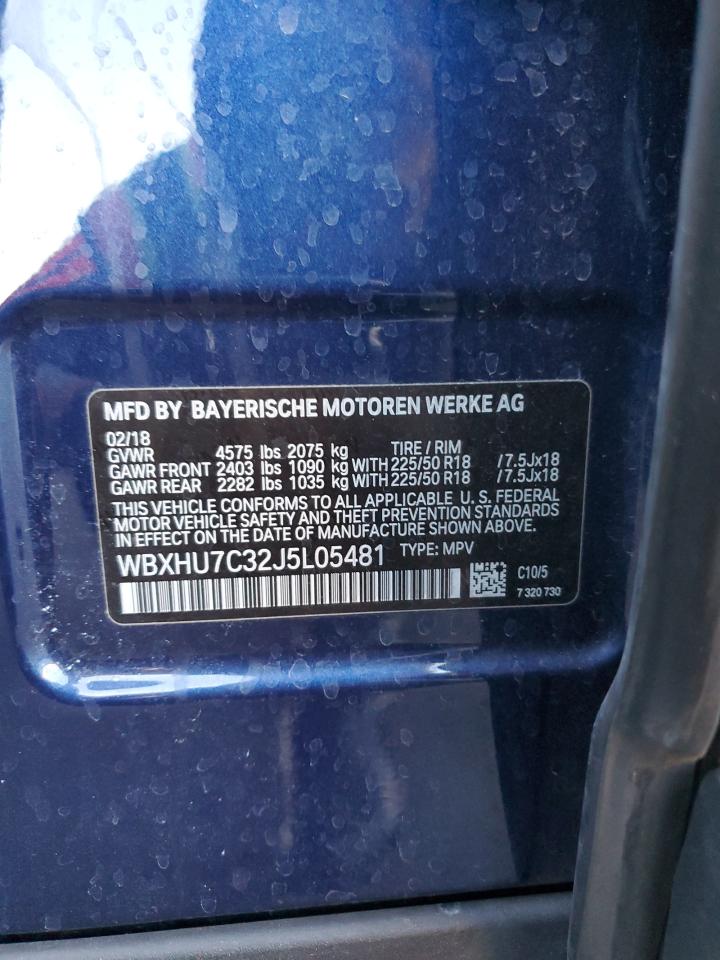 MFD BY BAYERISCHE MOTOREN WERKE AG
02/18
GVWR 4575 lbs 2075 kg TIRE / RIM
GAWR FRONT 2403 lbs 1090 kg WITH 225/50 R18 / 7.5Jx18
GAWR REAR 2282 lbs 1035 kg WITH 225/50 R18 / 7.5Jx18
THIS VEHICLE CONFORMS TO ALL APPLICABLE U. S. FEDERAL
MOTOR VEHICLE SAFETY AND THEFT PREVENTION STANDARDS
IN EFFECT ON THE DATE OF MANUFACTURE SHOWN ABOVE.
WBXHU7C32J5L05481 TYPE: MPV
C10/5
7 320 730